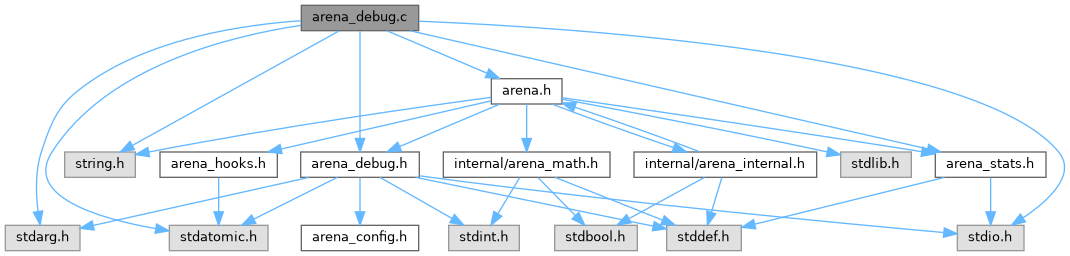 arena_debug.c
arena.h
string.h
arena_hooks.h
arena_debug.h
internal/arena_math.h
internal/arena_internal.h
stdlib.h
arena_stats.h
stdarg.h
stdatomic.h
arena_config.h
stdint.h
stdbool.h
stddef.h
stdio.h